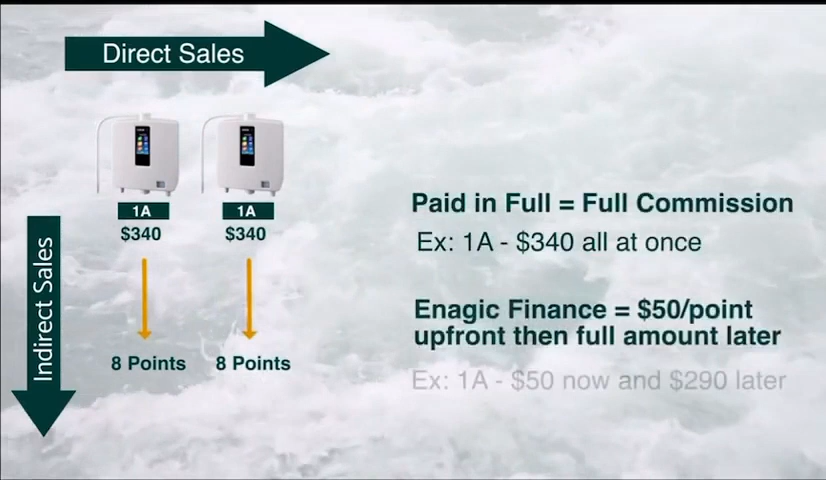 Direct Sales
1A
1A
$340
$340
Indirect Sales
8 Points
8 Points
Paid in Full = Full Commission
Ex: 1A - $340 all at once
Enagic Finance = $50/point
upfront then full amount later
Ex: 1A - $50 now and $290 later